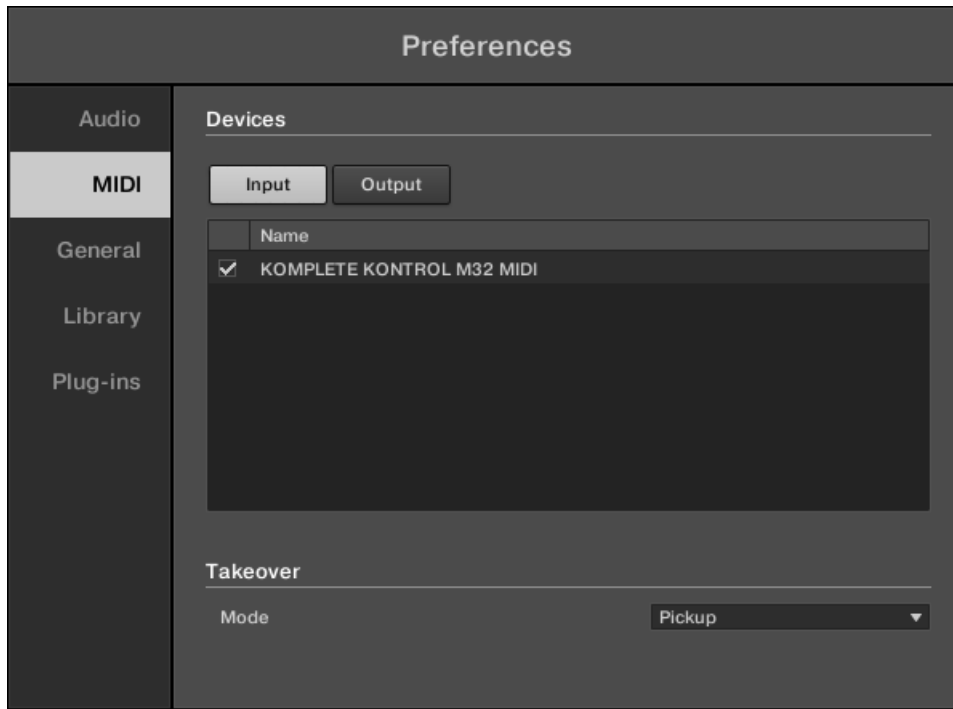 Preferences
Audio
MIDI
General
Library
Plug-ins
Devices
Input Output
Name
KOMPLETE KONTROL M32 MIDI
Takeover
Mode Pickup